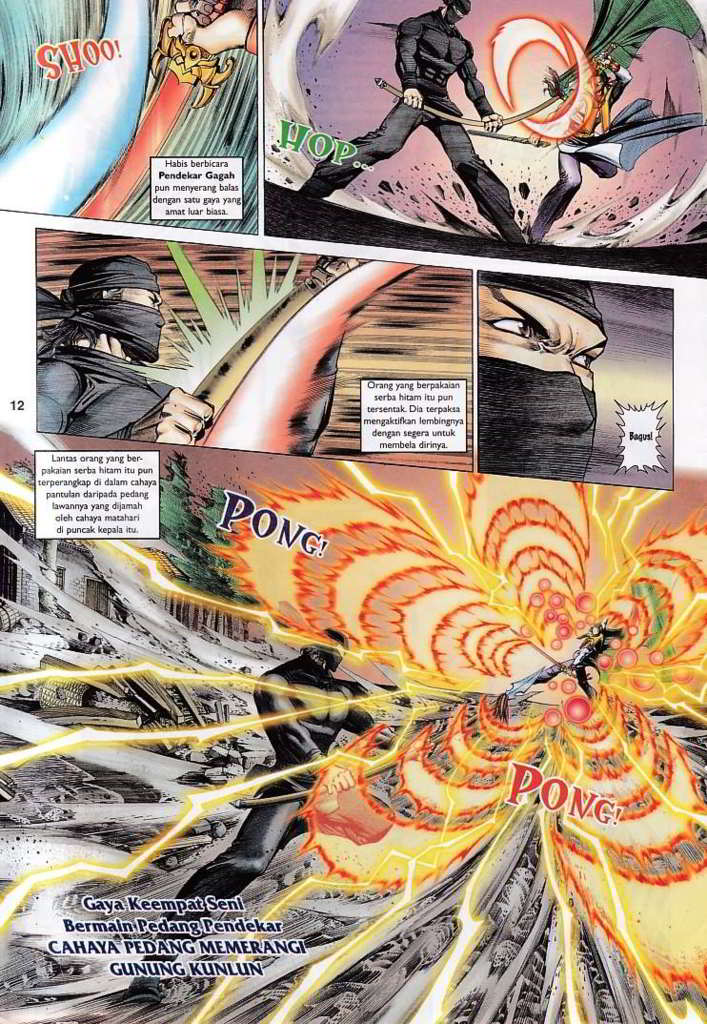 SHOO!
Habis berbicara
Pendekar Gagah
pun menyerang balas
dengan satu gaya yang
amat luar biasa.
HOP...
Orang yang berpakaian
serba hitam itu pun
tersentak. Dia terpaksa
mengaktifkan lembingnya
dengan segera untuk
membela dirinya.
Bagus!
12
Lantas orang yang ber-
pakaian serba hitam itu pun
terperangkap di dalam cahaya
pantulan daripada pedang
lawannya yang dijamah
oleh cahaya matahari
di puncak kepala itu.
PONG!
PONG!
Gaya Keempat Seni
Bermain Pedang Pendekar
CAHAYA PEDANG MEMERANGI
GUNUNG KUNLUN